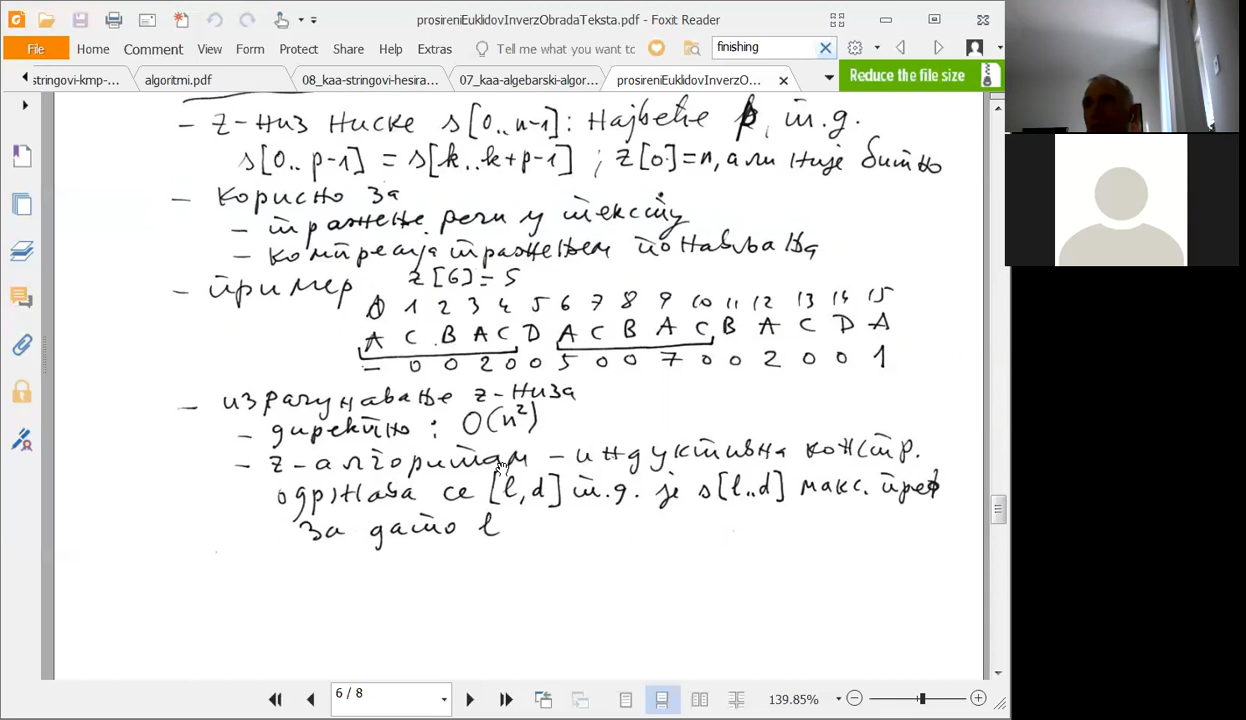 prosireniEuklidovInverzObradaTeksta.pdf - Foxit Reader
File Home Comment View Form Protect Share Help Extras Tell me what you want to finishing
stringovi-kmp-... algoritmi.pdf 08_kaa-stringovi-hesira... 07_kaa-algebarski-algor... prosireniEuklidovInverzO... Reduce the file size
- z-низ ниске s[0..n-1]: Највеће p, т.д.
s[0..p-1] = s[k..k+p-1] ; z[0]=n, али није битно
- корисно за
- тражење речи у тексту
- компресија тражењем понављања
- пример z[6]=5
0 1 2 3 4 5 6 7 8 9 10 11 12 13 14 15
A C B A C D A C B A C B A C D A
– 0 0 2 0 0 5 0 0 7 0 0 2 0 0 1
- израчунавање z-низа
- директно : O(n²)
- z-алгоритам - индуктивна констр.
одржава се [l,d] т.д. је s[l..d] макс. преф
за дато l
6 / 8 139.85%